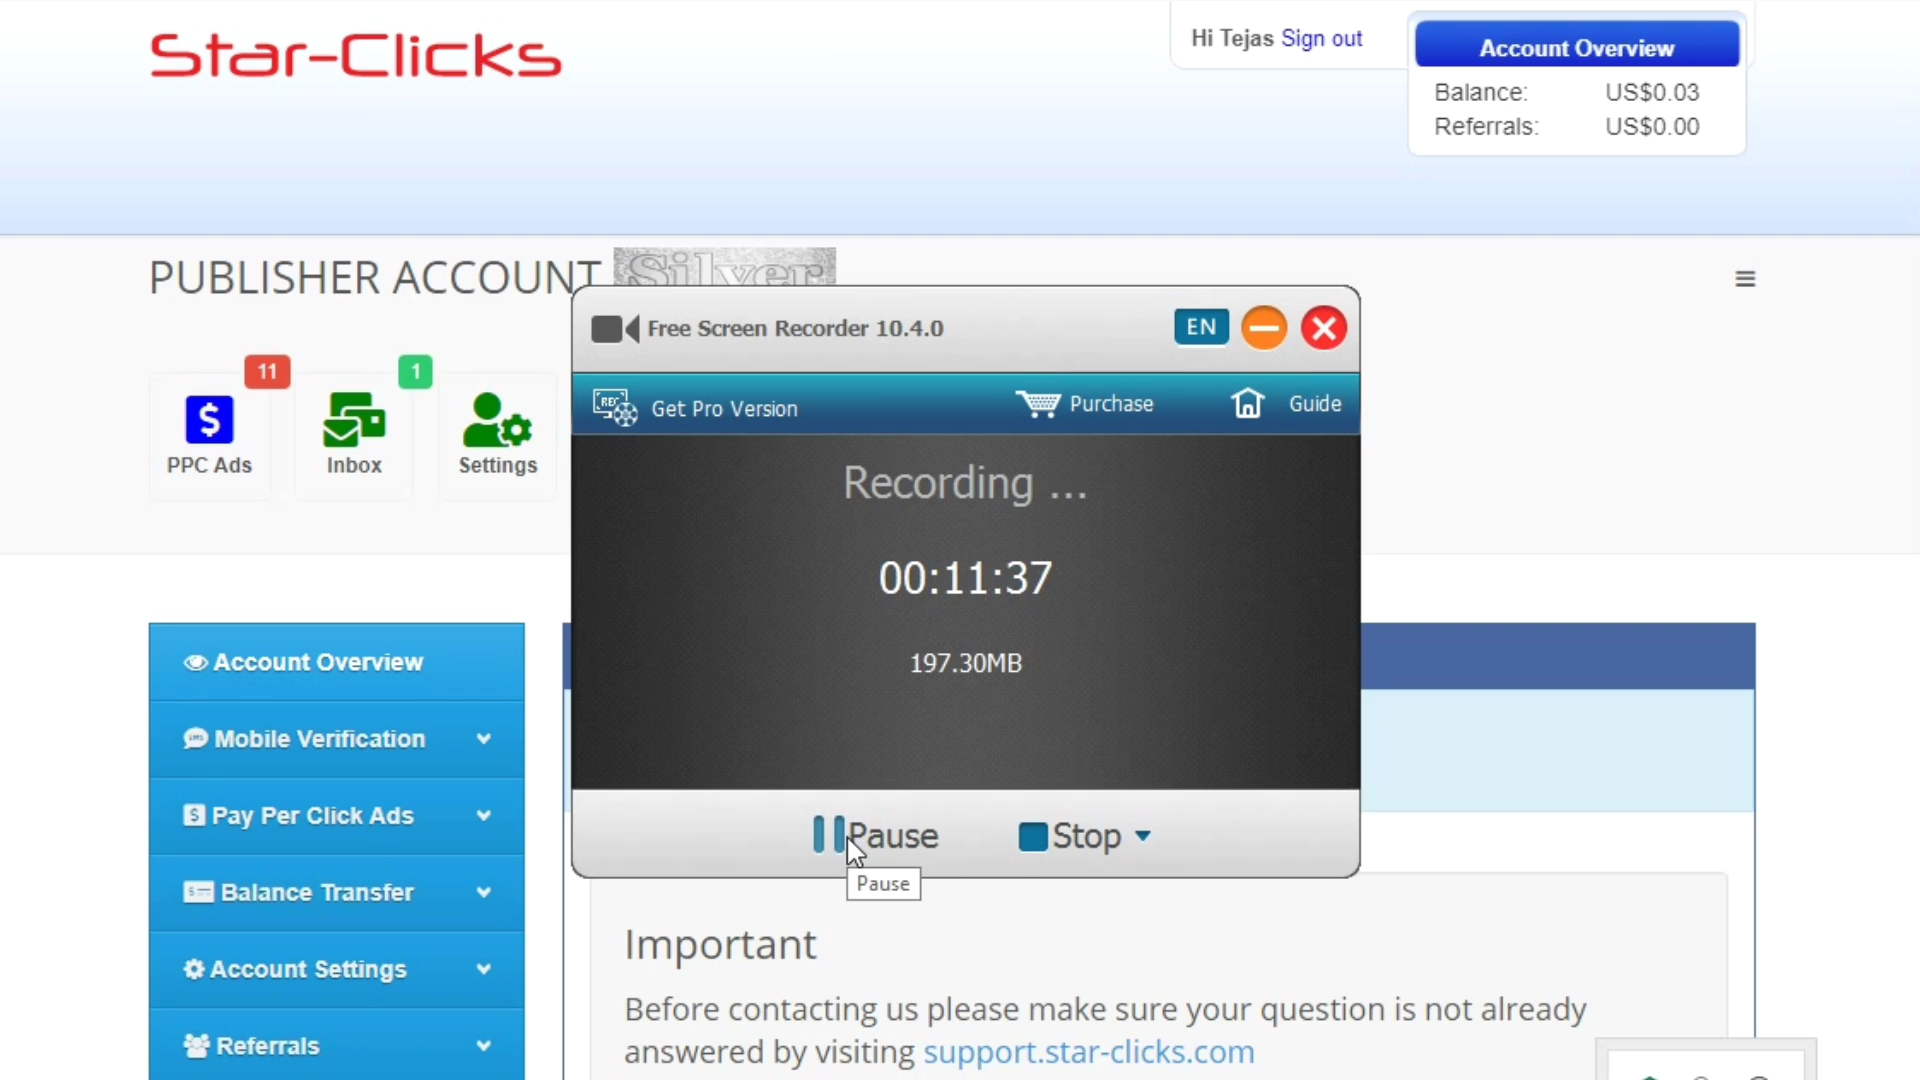 Star-Clicks
Hi Tejas Sign out
Account Overview
Balance: US$0.03
Referrals: US$0.00
PUBLISHER ACCOUNT Silver
11
1
PPC Ads
Inbox
Settings
Free Screen Recorder 10.4.0
EN
REC
Get Pro Version
Purchase
Guide
Recording ...
00:11:37
197.30MB
Pause
Stop
Pause
Account Overview
Mobile Verification
Pay Per Click Ads
Balance Transfer
Account Settings
Referrals
Important
Before contacting us please make sure your question is not already
answered by visiting support.star-clicks.com